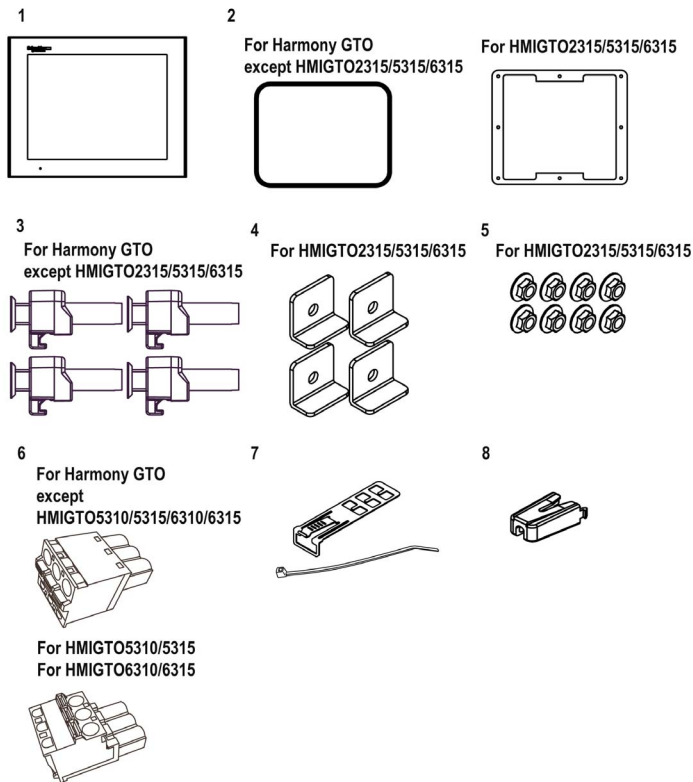 1
2
For Harmony GTO
except HMIGTO2315/5315/6315
For HMIGTO2315/5315/6315
3
For Harmony GTO
except HMIGTO2315/5315/6315
4
For HMIGTO2315/5315/6315
5
For HMIGTO2315/5315/6315
6
For Harmony GTO
except
HMIGTO5310/5315/6310/6315
For HMIGTO5310/5315
For HMIGTO6310/6315
7
8